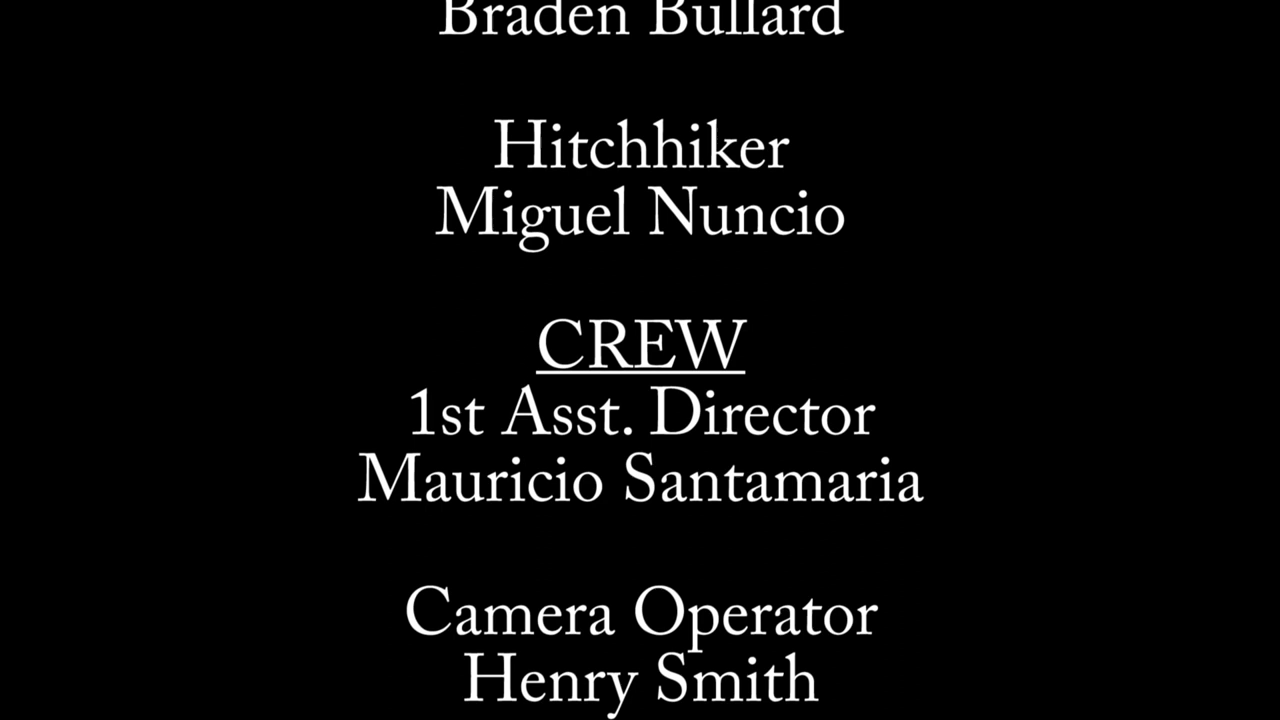 Braden Bullard
Hitchhiker
Miguel Nuncio
CREW
1st Asst. Director
Mauricio Santamaria
Camera Operator
Henry Smith